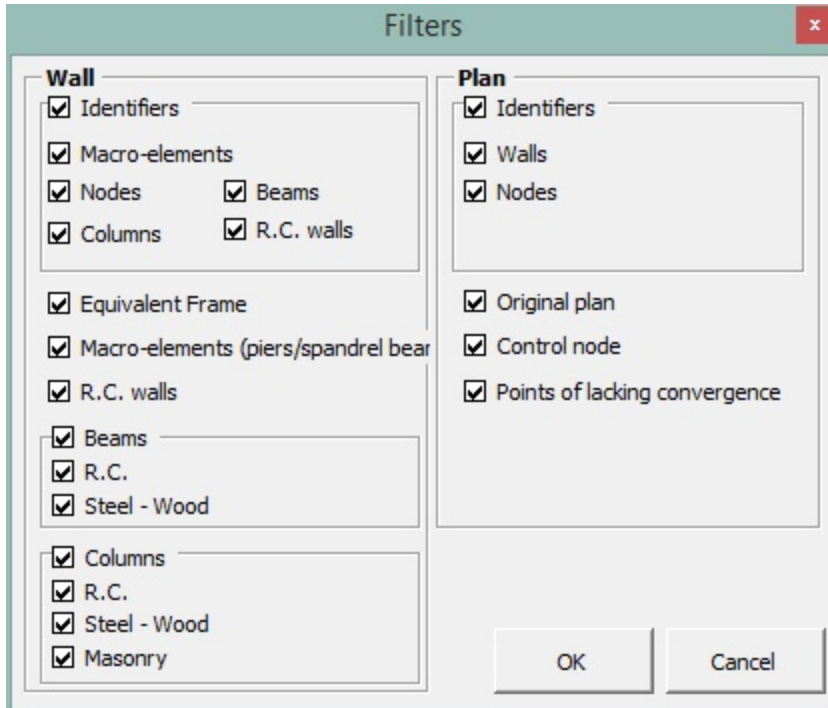 Filters
x
Wall
Identifiers
Macro-elements
Nodes Beams
Columns R.C. walls
Equivalent Frame
Macro-elements (piers/spandrel bear
R.C. walls
Beams
R.C.
Steel - Wood
Columns
R.C.
Steel - Wood
Masonry
Plan
Identifiers
Walls
Nodes
Original plan
Control node
Points of lacking convergence
OK Cancel